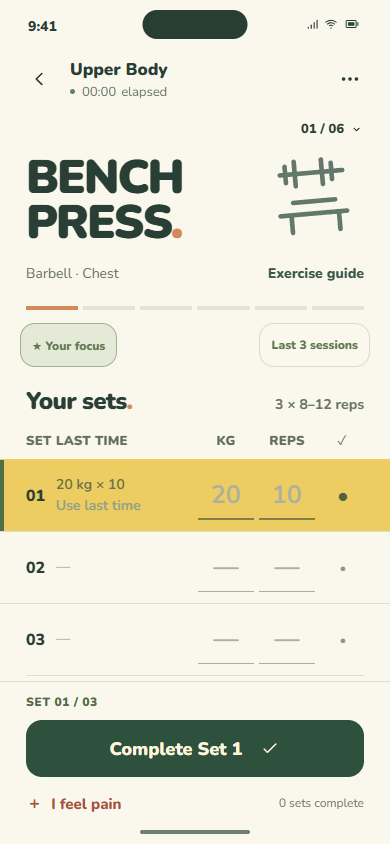 9:41
Upper Body
00:00 elapsed
01 / 06
BENCH
PRESS.
Barbell · Chest
Exercise guide
★ Your focus
Last 3 sessions
Your sets.
3 × 8–12 reps
SET LAST TIME KG REPS ✓
01 20 kg × 10 20 10
Use last time
02 — — —
03 — — —
SET 01 / 03
Complete Set 1 ✓
+ I feel pain
0 sets complete